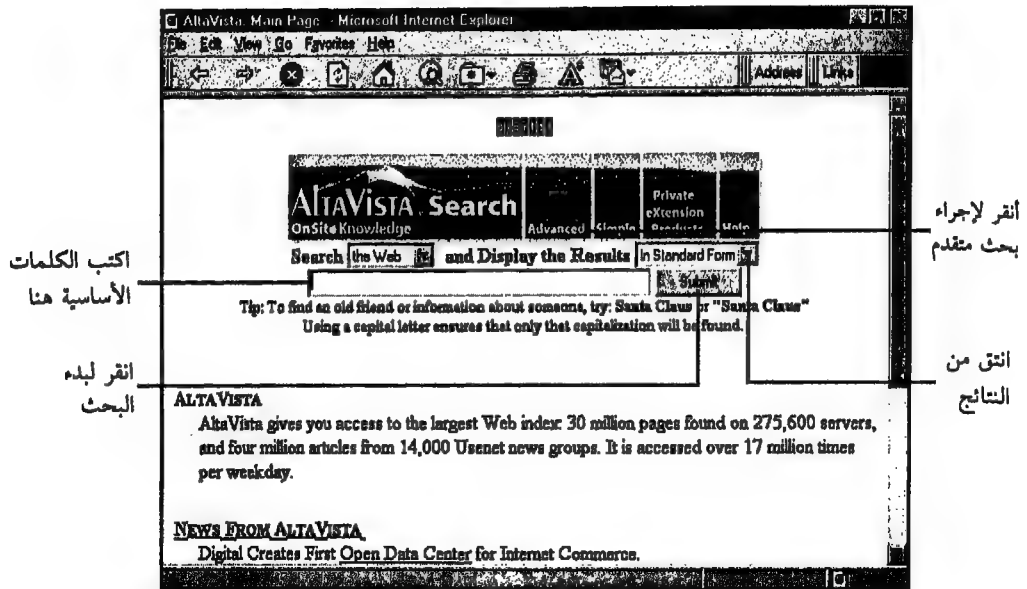 AltaVista: Main Page - Microsoft Internet Explorer
File Edit View Go Favorites Help
Address Links
ALTAVISTA Search
OnSite Knowledge
Advanced Simple Private eXtension Products Help
Search the Web and Display the Results in Standard Form
Submit
Tip: To find an old friend or information about someone, try: Santa Claus or "Santa Claus"
Using a capital letter ensures that only that capitalization will be found.
ALTAVISTA
AltaVista gives you access to the largest Web index: 30 million pages found on 275,600 servers,
and four million articles from 14,000 Usenet news groups. It is accessed over 17 million times
per weekday.
NEWS FROM ALTAVISTA
Digital Creates First Open Data Center for Internet Commerce.
أنقر لإجراء
بحث متقدم
اكتب الكلمات
الأساسية هنا
انتق من
النتائج
انقر لبدء
البحث